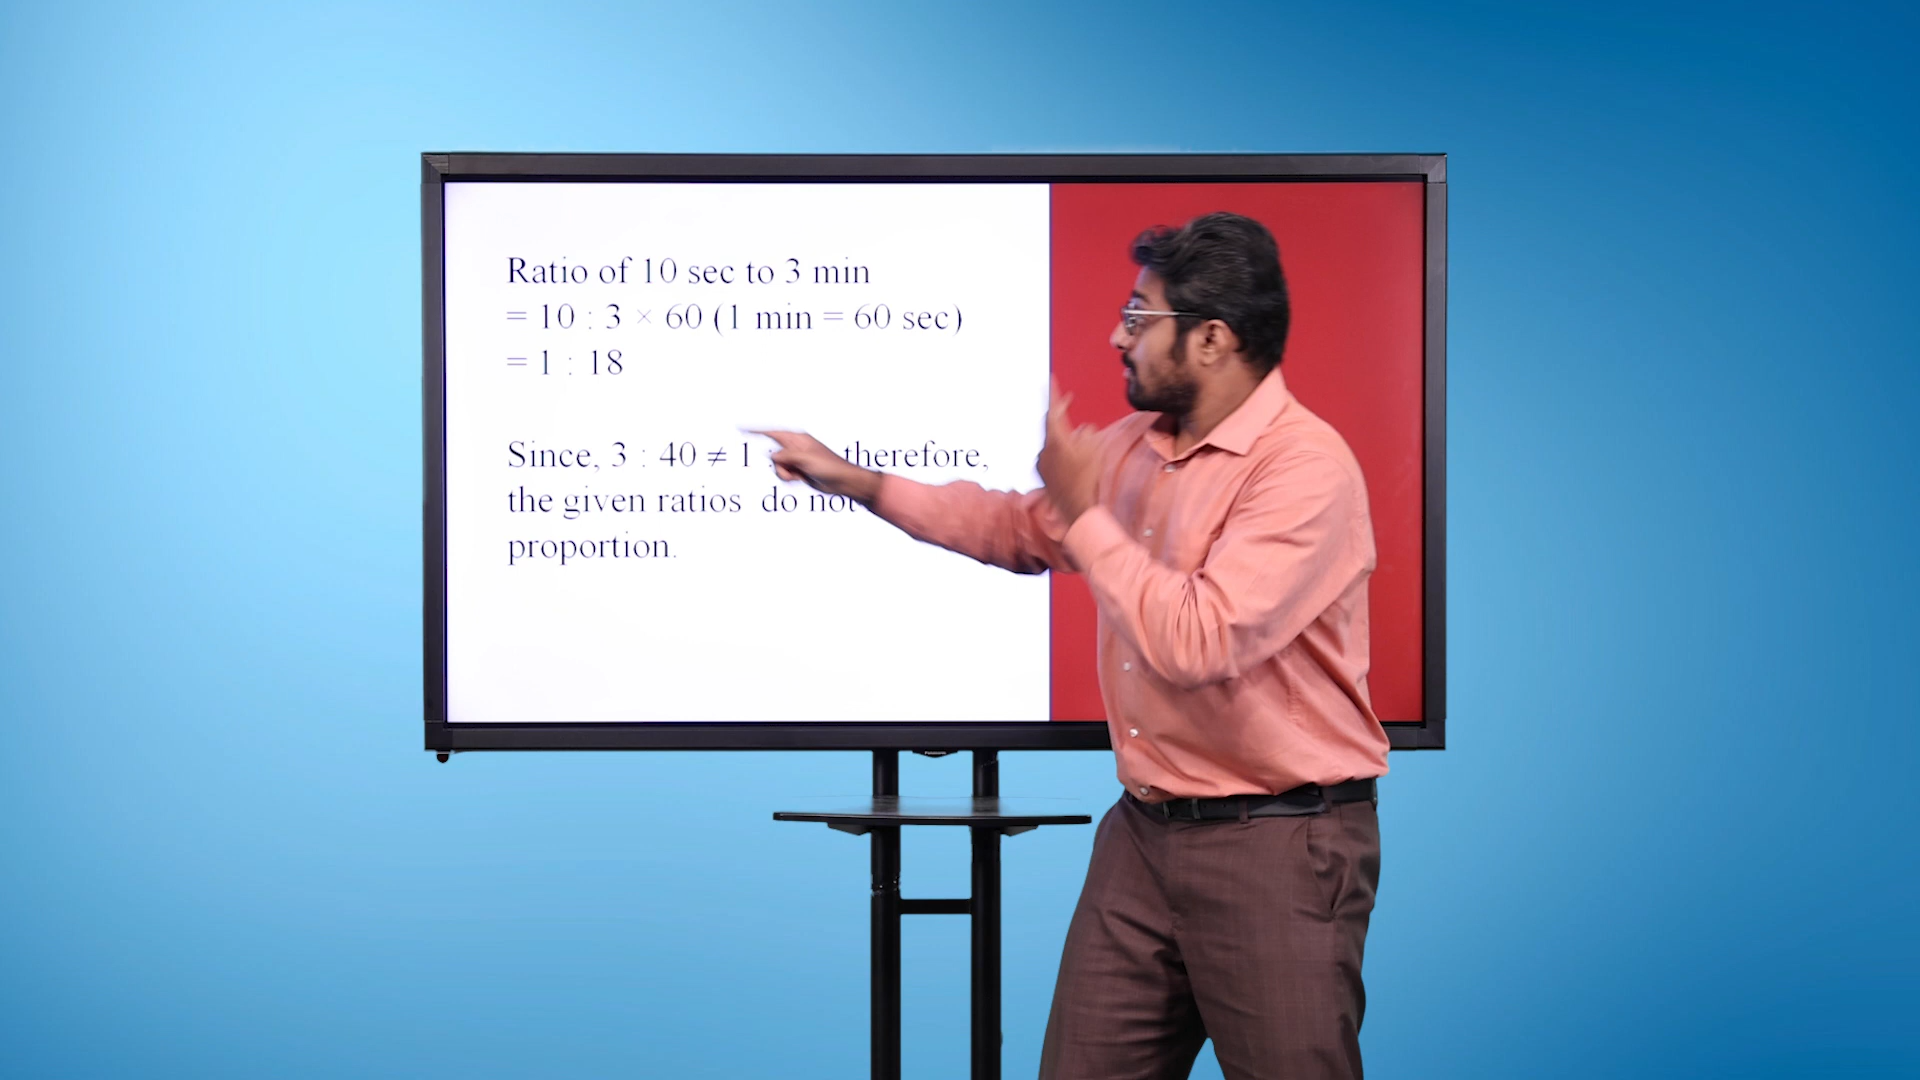 Ratio of 10 sec to 3 min
= 10 : 3 × 60 (1 min = 60 sec)
= 1 : 18
Since, 3 : 40 ≠ 1 : therefore,
the given ratios do not
proportion.